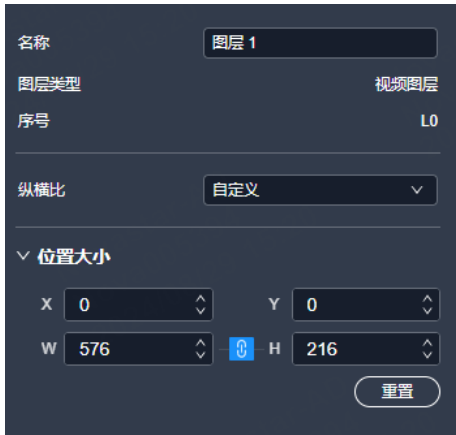 名称 图层 1
图层类型 视频图层
序号 L0
纵横比 自定义
位置大小
X 0 Y 0
W 576 H 216
重置